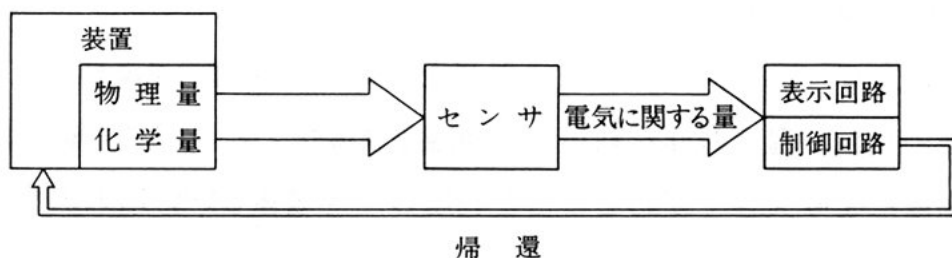 装置
物理量
化学量
センサ
電気に関する量
表示回路
制御回路
帰還